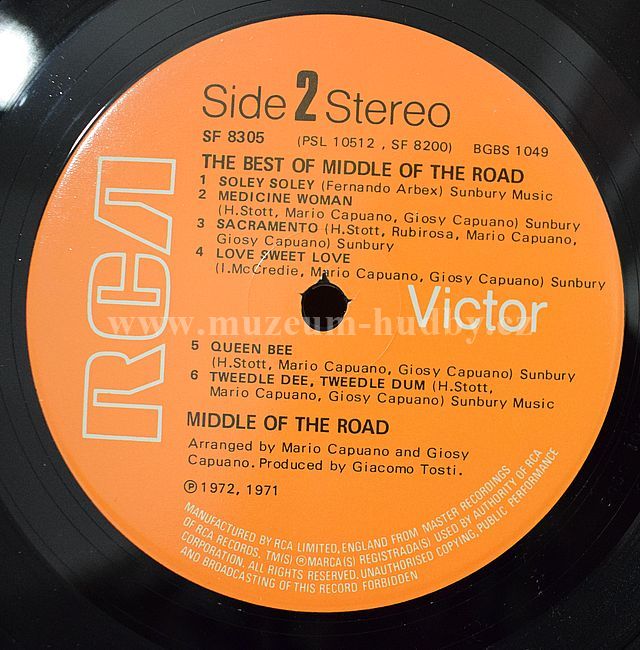 Side 2 Stereo
SF 8305 (PSL 10512 , SF 8200) BGBS 1049
THE BEST OF MIDDLE OF THE ROAD
1 SOLEY SOLEY (Fernando Arbex) Sunbury Music
2 MEDICINE WOMAN
(H.Stott, Mario Capuano, Giosy Capuano) Sunbury
3 SACRAMENTO (H.Stott, Rubirosa, Mario Capuano,
Giosy Capuano) Sunbury
4 LOVE SWEET LOVE
(I.McCredie, Mario Capuano, Giosy Capuano) Sunbury
RCA
Victor
www.muzeum-hudby.cz
5 QUEEN BEE
(H.Stott, Mario Capuano, Giosy Capuano) Sunbury
6 TWEEDLE DEE, TWEEDLE DUM (H.Stott,
Mario Capuano, Giosy Capuano) Sunbury Music
MIDDLE OF THE ROAD
Arranged by Mario Capuano and Giosy
Capuano. Produced by Giacomo Tosti.
℗ 1972, 1971
MANUFACTURED BY RCA LIMITED, ENGLAND FROM MASTER RECORDINGS
OF RCA RECORDS. TM(S) ® MARCA(S) REGISTRADA(S) USED BY AUTHORITY OF RCA
CORPORATION. ALL RIGHTS RESERVED. UNAUTHORISED COPYING, PUBLIC PERFORMANCE
AND BROADCASTING OF THIS RECORD FORBIDDEN